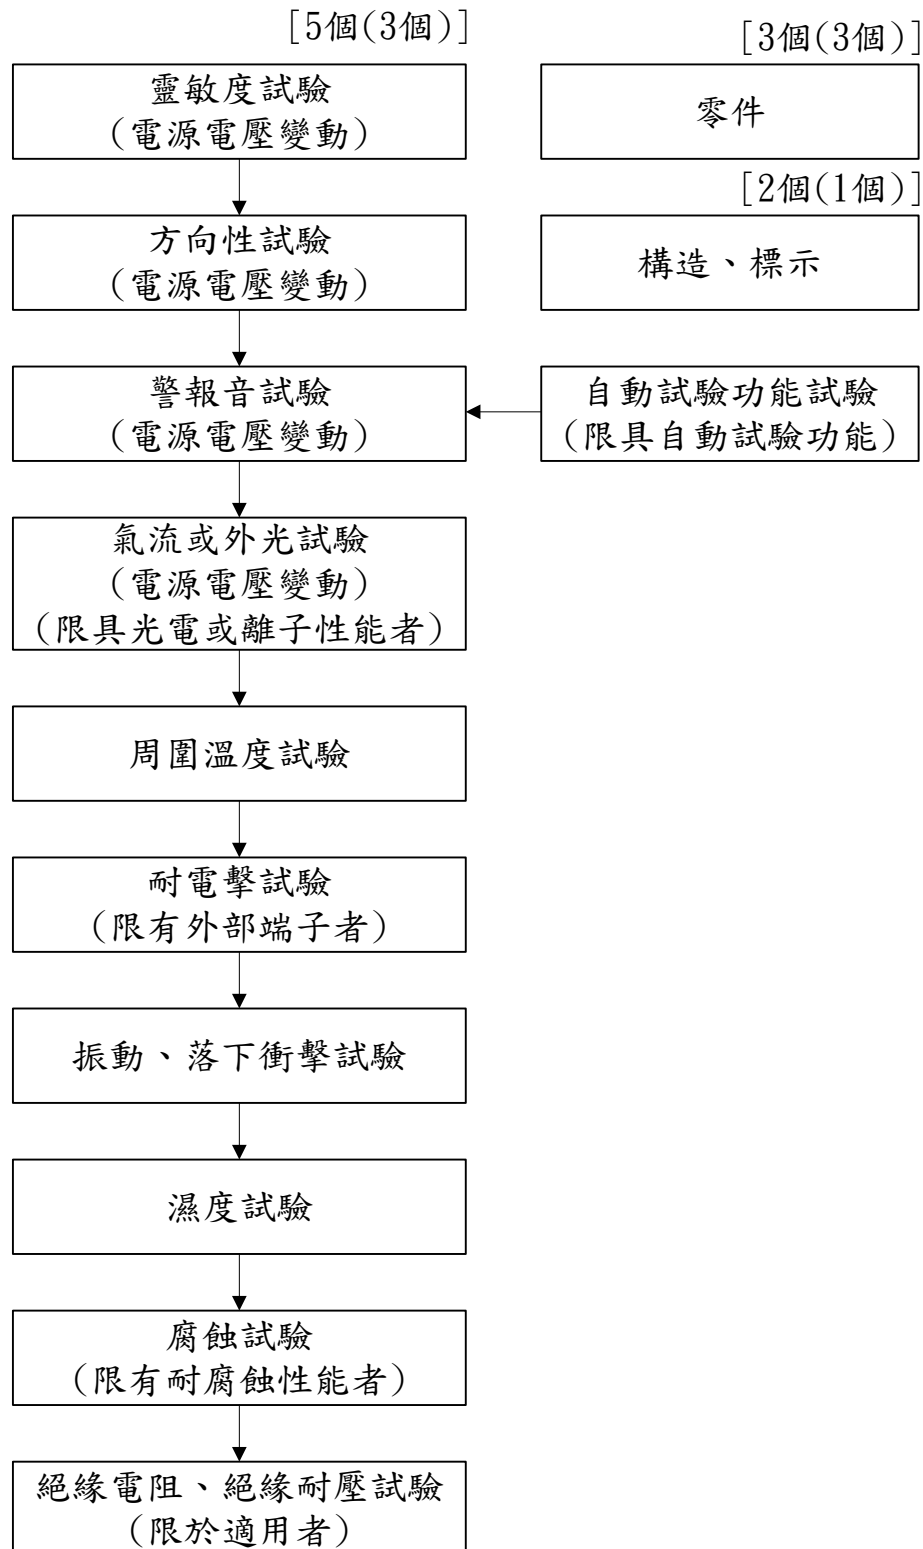 [5個(3個)]
靈敏度試驗
(電源電壓變動)
方向性試驗
(電源電壓變動)
警報音試驗
(電源電壓變動)
氣流或外光試驗
(電源電壓變動)
(限具光電或離子性能者)
周圍溫度試驗
耐電擊試驗
(限有外部端子者)
振動、落下衝擊試驗
濕度試驗
腐蝕試驗
(限有耐腐蝕性能者)
絕緣電阻、絕緣耐壓試驗
(限於適用者)
[3個(3個)]
零件
[2個(1個)]
構造、標示
自動試驗功能試驗
(限具自動試驗功能)